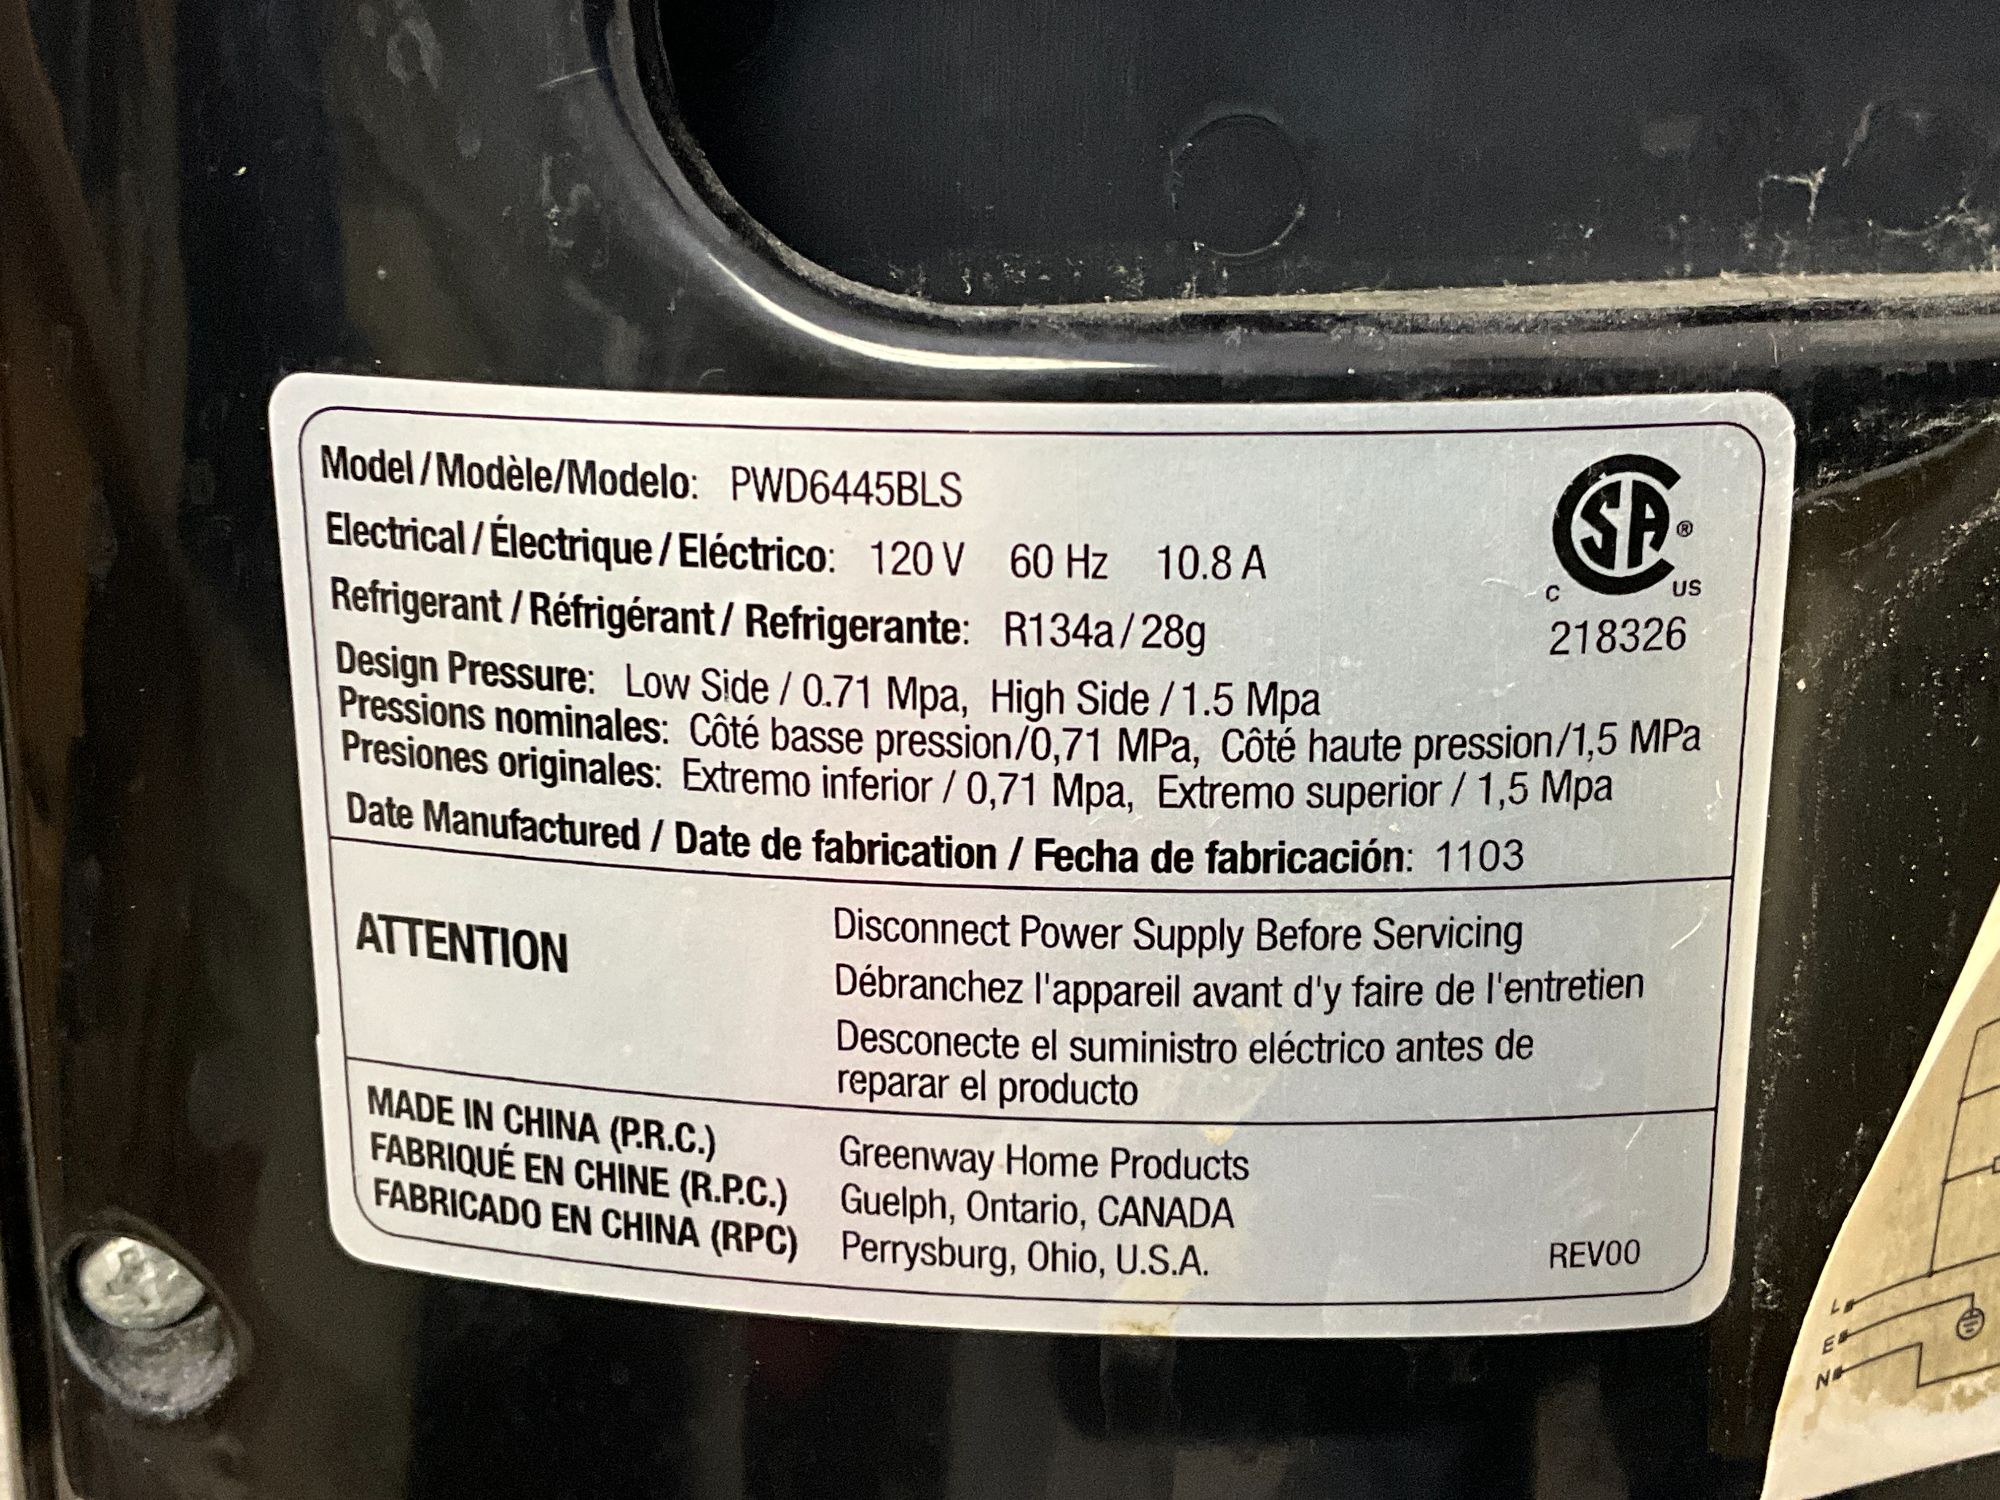 Model/Modèle/Modelo: PWD6445BLS
Electrical/Électrique/Eléctrico: 120 V 60 Hz 10.8 A
Refrigerant/Réfrigérant/Refrigerante: R134a/28g
Design Pressure: Low Side / 0.71 Mpa, High Side / 1.5 Mpa
Pressions nominales: Côté basse pression/0,71 MPa, Côté haute pression/1,5 MPa
Presiones originales: Extremo inferior / 0,71 Mpa, Extremo superior / 1,5 Mpa
Date Manufactured / Date de fabrication / Fecha de fabricación: 1103
SA ®
C US
218326
ATTENTION
Disconnect Power Supply Before Servicing
Débranchez l'appareil avant d'y faire de l'entretien
Desconecte el suministro eléctrico antes de
reparar el producto
MADE IN CHINA (P.R.C.)
FABRIQUÉ EN CHINE (R.P.C.)
FABRICADO EN CHINA (RPC)
Greenway Home Products
Guelph, Ontario, CANADA
Perrysburg, Ohio, U.S.A.
REV00
L
E
N